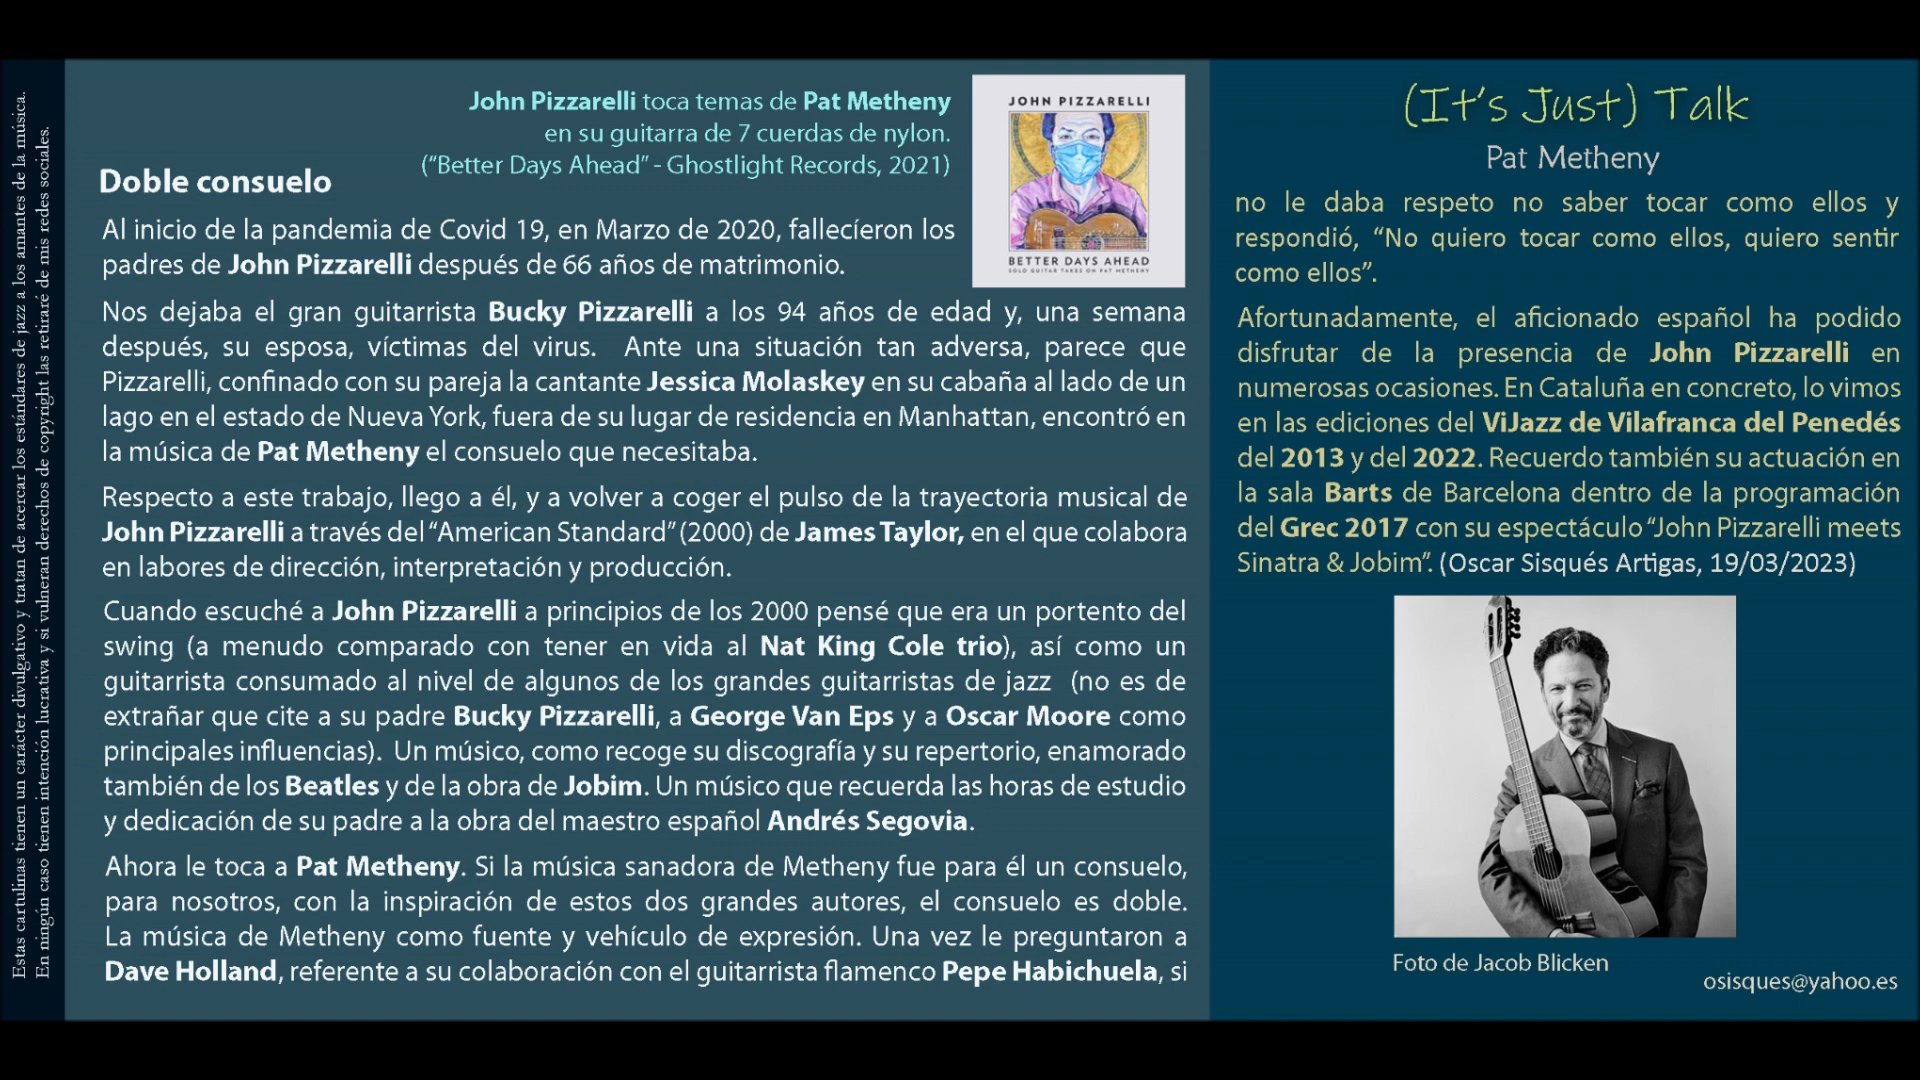 Estas cartulinas tienen un carácter divulgativo y tratan de acercar los estándares de jazz a los amantes de la música.
En ningún caso tienen intención lucrativa y si vulneran derechos de copyright las retiraré de mis redes sociales.
John Pizzarelli toca temas de Pat Metheny
en su guitarra de 7 cuerdas de nylon.
("Better Days Ahead" - Ghostlight Records, 2021)
JOHN PIZZARELLI
BETTER DAYS AHEAD
SOLO GUITAR TAKES ON PAT METHENY
Doble consuelo
Al inicio de la pandemia de Covid 19, en Marzo de 2020, fallecíeron los
padres de John Pizzarelli después de 66 años de matrimonio.
Nos dejaba el gran guitarrista Bucky Pizzarelli a los 94 años de edad y, una semana
después, su esposa, víctimas del virus.  Ante una situación tan adversa, parece que
Pizzarelli, confinado con su pareja la cantante Jessica Molaskey en su cabaña al lado de un
lago en el estado de Nueva York, fuera de su lugar de residencia en Manhattan, encontró en
la música de Pat Metheny el consuelo que necesitaba.
Respecto a este trabajo, llego a él, y a volver a coger el pulso de la trayectoria musical de
John Pizzarelli a través del "American Standard" (2000) de James Taylor, en el que colabora
en labores de dirección, interpretación y producción.
Cuando escuché a John Pizzarelli a principios de los 2000 pensé que era un portento del
swing (a menudo comparado con tener en vida al Nat King Cole trio), así como un
guitarrista consumado al nivel de algunos de los grandes guitarristas de jazz  (no es de
extrañar que cite a su padre Bucky Pizzarelli, a George Van Eps y a Oscar Moore como
principales influencias).  Un músico, como recoge su discografía y su repertorio, enamorado
también de los Beatles y de la obra de Jobim. Un músico que recuerda las horas de estudio
y dedicación de su padre a la obra del maestro español Andrés Segovia.
Ahora le toca a Pat Metheny. Si la música sanadora de Metheny fue para él un consuelo,
para nosotros, con la inspiración de estos dos grandes autores, el consuelo es doble.
La música de Metheny como fuente y vehículo de expresión. Una vez le preguntaron a
Dave Holland, referente a su colaboración con el guitarrista flamenco Pepe Habichuela, si
(It's Just) Talk
Pat Metheny
no le daba respeto no saber tocar como ellos y
respondió, "No quiero tocar como ellos, quiero sentir
como ellos".
Afortunadamente, el aficionado español ha podido
disfrutar de la presencia de John Pizzarelli en
numerosas ocasiones. En Cataluña en concreto, lo vimos
en las ediciones del ViJazz de Vilafranca del Penedés
del 2013 y del 2022. Recuerdo también su actuación en
la sala Barts de Barcelona dentro de la programación
del Grec 2017 con su espectáculo "John Pizzarelli meets
Sinatra & Jobim". (Oscar Sisqués Artigas, 19/03/2023)
Foto de Jacob Blicken
osisques@yahoo.es